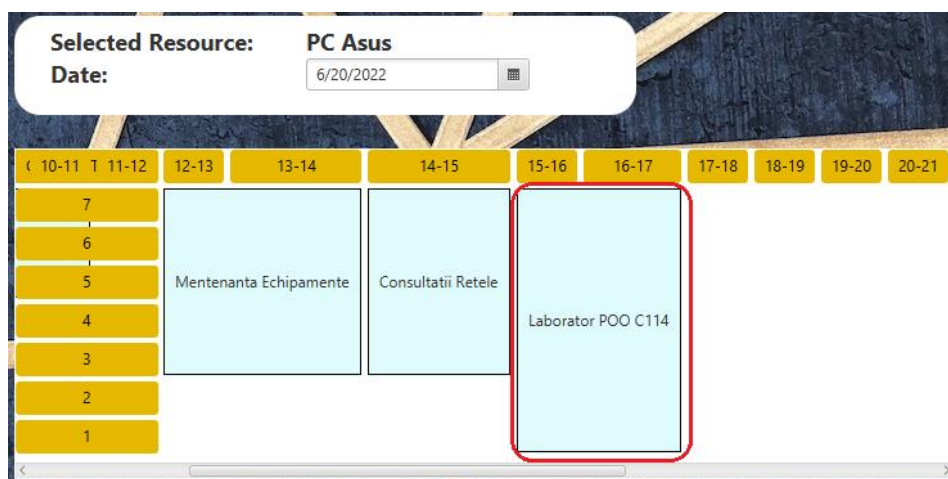 Selected Resource: PC Asus
Date: 6/20/2022
10-11 T 11-12 12-13 13-14 14-15 15-16 16-17 17-18 18-19 19-20 20-21
7
6
5
4
3
2
1
Mentenanta Echipamente
Consultatii Retele
Laborator POO C114